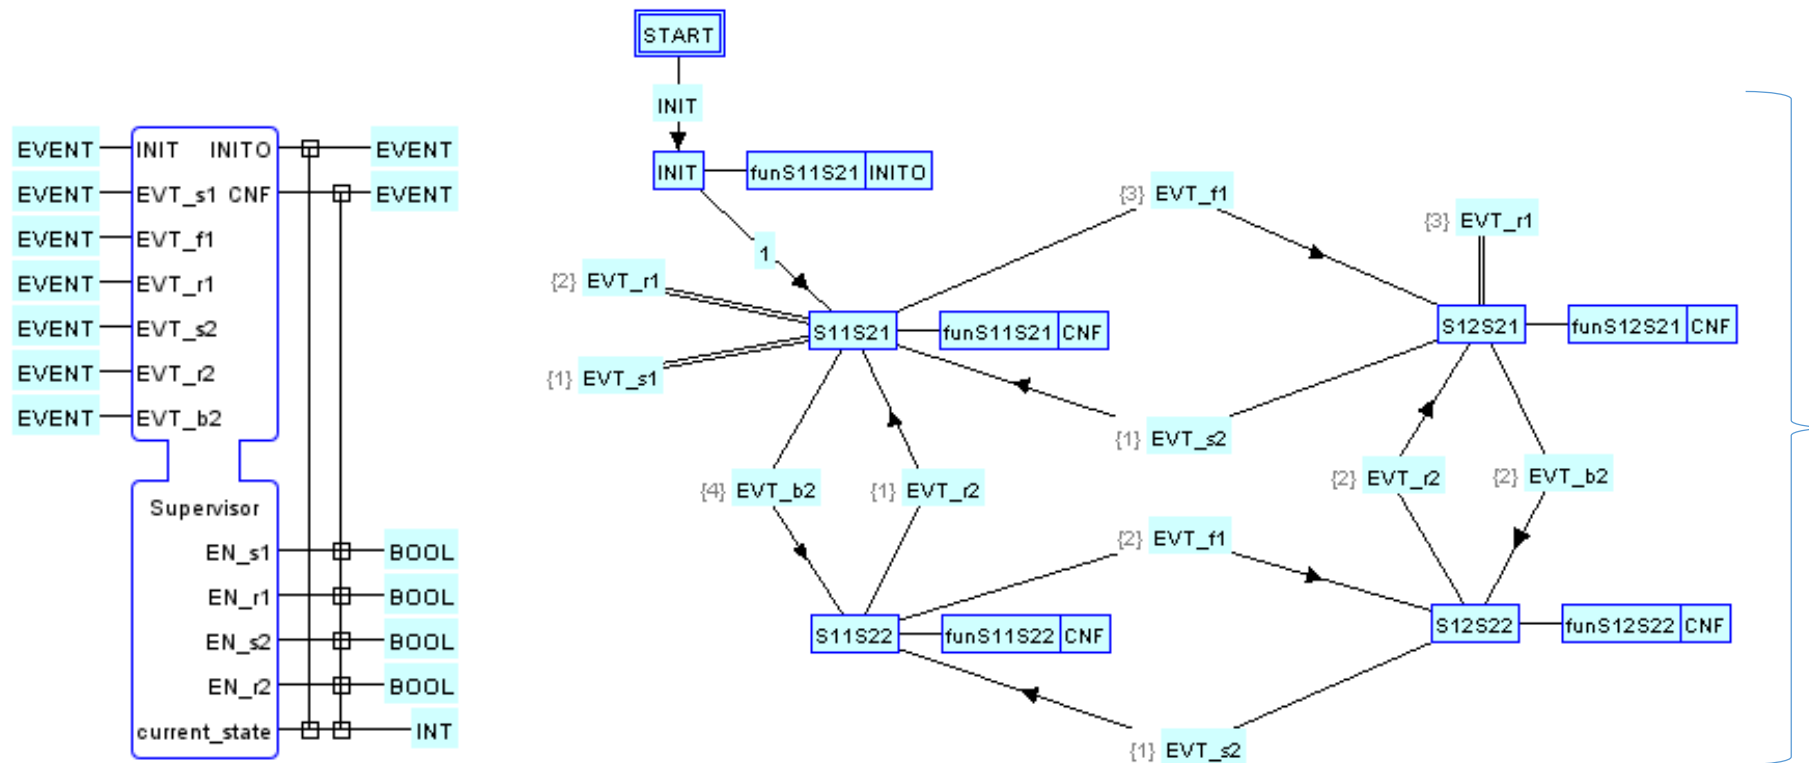 EVENT INIT INITO EVENT
EVENT EVT_s1 CNF EVENT
EVENT EVT_f1
EVENT EVT_r1
EVENT EVT_s2
EVENT EVT_r2
EVENT EVT_b2
Supervisor
EN_s1 BOOL
EN_r1 BOOL
EN_s2 BOOL
EN_r2 BOOL
current_state INT
START
INIT
INIT funS11S21 INITO
1
{3} EVT_f1
{3} EVT_r1
{2} EVT_r1
S11S21 funS11S21 CNF
S12S21 funS12S21 CNF
{1} EVT_s1
{1} EVT_s2
{4} EVT_b2
{1} EVT_r2
{2} EVT_r2
{2} EVT_b2
{2} EVT_f1
S11S22 funS11S22 CNF
S12S22 funS12S22 CNF
{1} EVT_s2